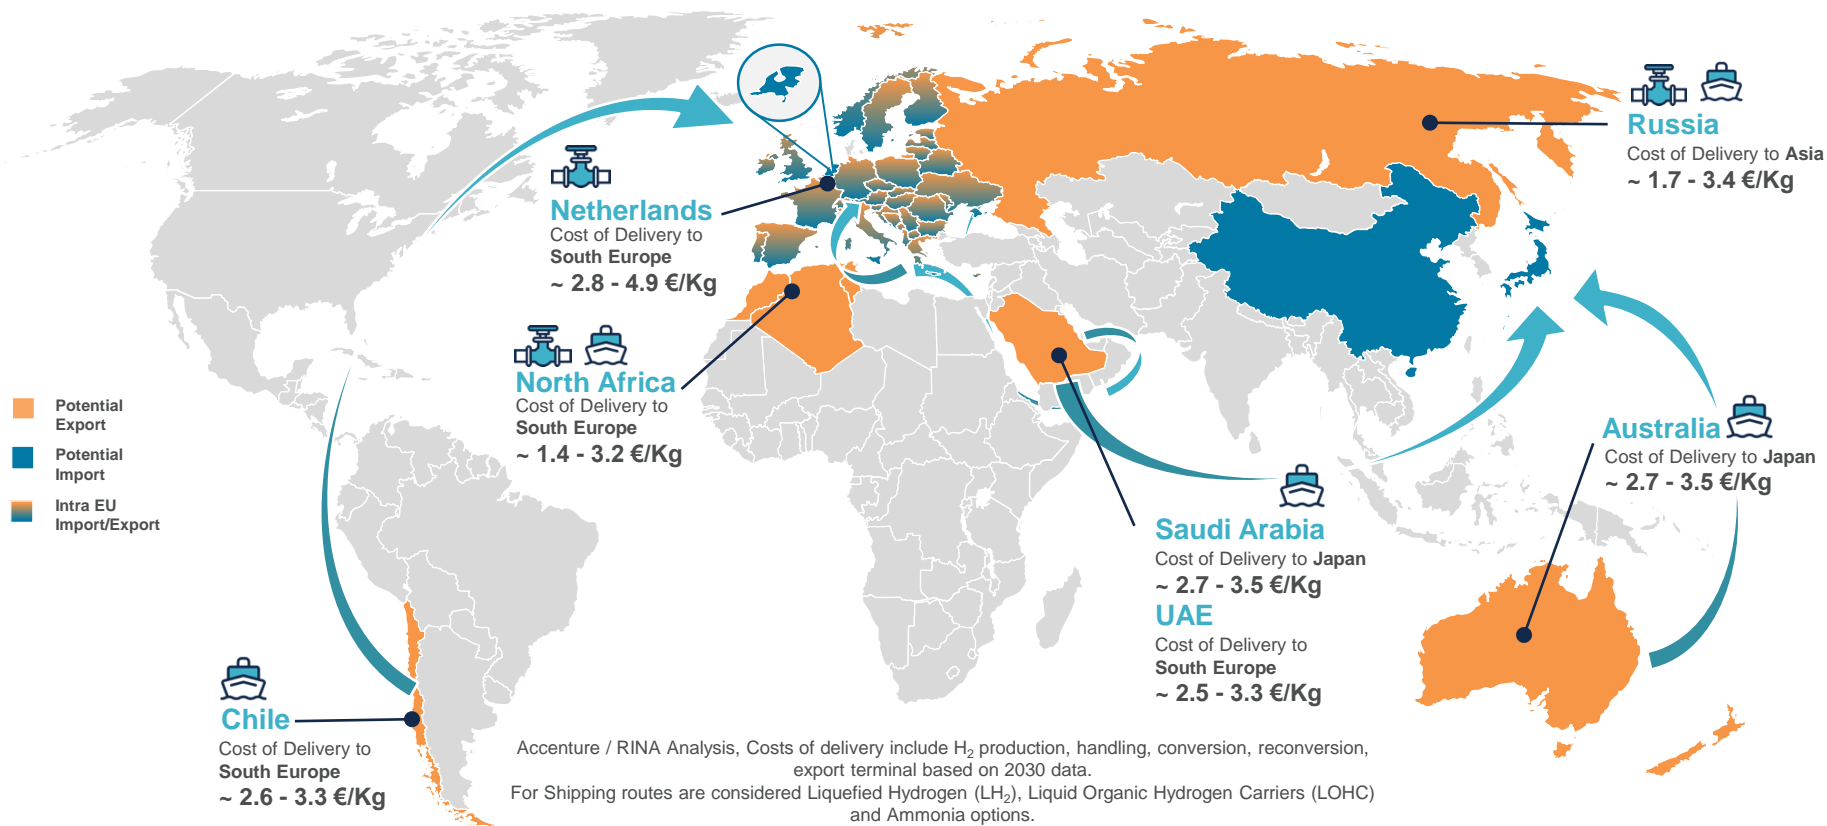 Russia
Cost of Delivery to Asia
~ 1.7 - 3.4 €/Kg
Netherlands
Cost of Delivery to
South Europe
~ 2.8 - 4.9 €/Kg
North Africa
Cost of Delivery to
South Europe
~ 1.4 - 3.2 €/Kg
Potential
Export
Potential
Import
Intra EU
Import/Export
Australia
Cost of Delivery to Japan
~ 2.7 - 3.5 €/Kg
Saudi Arabia
Cost of Delivery to Japan
~ 2.7 - 3.5 €/Kg
UAE
Cost of Delivery to
South Europe
~ 2.5 - 3.3 €/Kg
Chile
Cost of Delivery to
South Europe
~ 2.6 - 3.3 €/Kg
Accenture / RINA Analysis, Costs of delivery include H₂ production, handling, conversion, reconversion,
export terminal based on 2030 data.
For Shipping routes are considered Liquefied Hydrogen (LH₂), Liquid Organic Hydrogen Carriers (LOHC)
and Ammonia options.